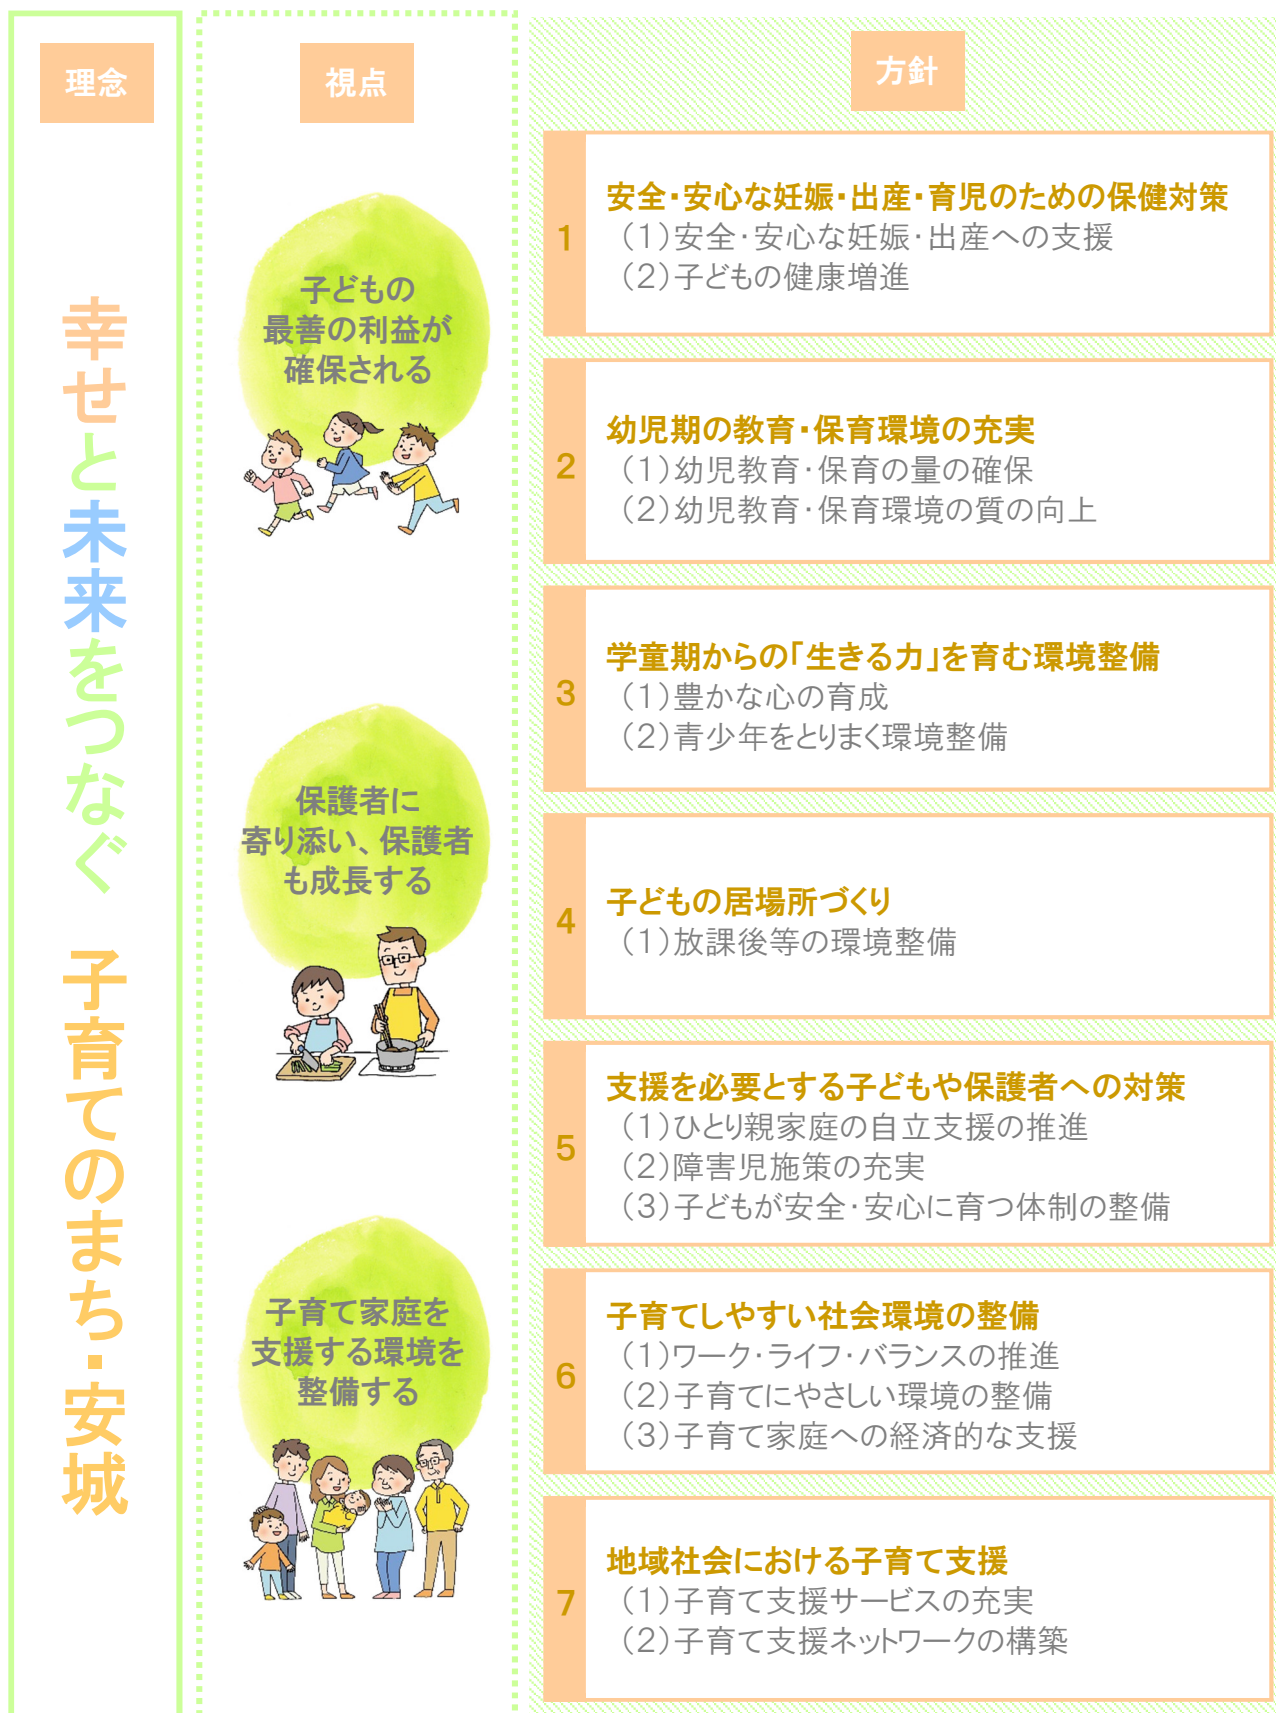 理念
幸せと未来をつなぐ 子育てのまち・安城
視点
子どもの
最善の利益が
確保される
保護者に
寄り添い、保護者
も成長する
子育て家庭を
支援する環境を
整備する
方針
1
安全・安心な妊娠・出産・育児のための保健対策
（１）安全・安心な妊娠・出産への支援
（２）子どもの健康増進
2
幼児期の教育・保育環境の充実
（１）幼児教育・保育の量の確保
（２）幼児教育・保育環境の質の向上
3
学童期からの「生きる力」を育む環境整備
（１）豊かな心の育成
（２）青少年をとりまく環境整備
4
子どもの居場所づくり
（１）放課後等の環境整備
5
支援を必要とする子どもや保護者への対策
（１）ひとり親家庭の自立支援の推進
（２）障害児施策の充実
（３）子どもが安全・安心に育つ体制の整備
6
子育てしやすい社会環境の整備
（１）ワーク・ライフ・バランスの推進
（２）子育てにやさしい環境の整備
（３）子育て家庭への経済的な支援
7
地域社会における子育て支援
（１）子育て支援サービスの充実
（２）子育て支援ネットワークの構築